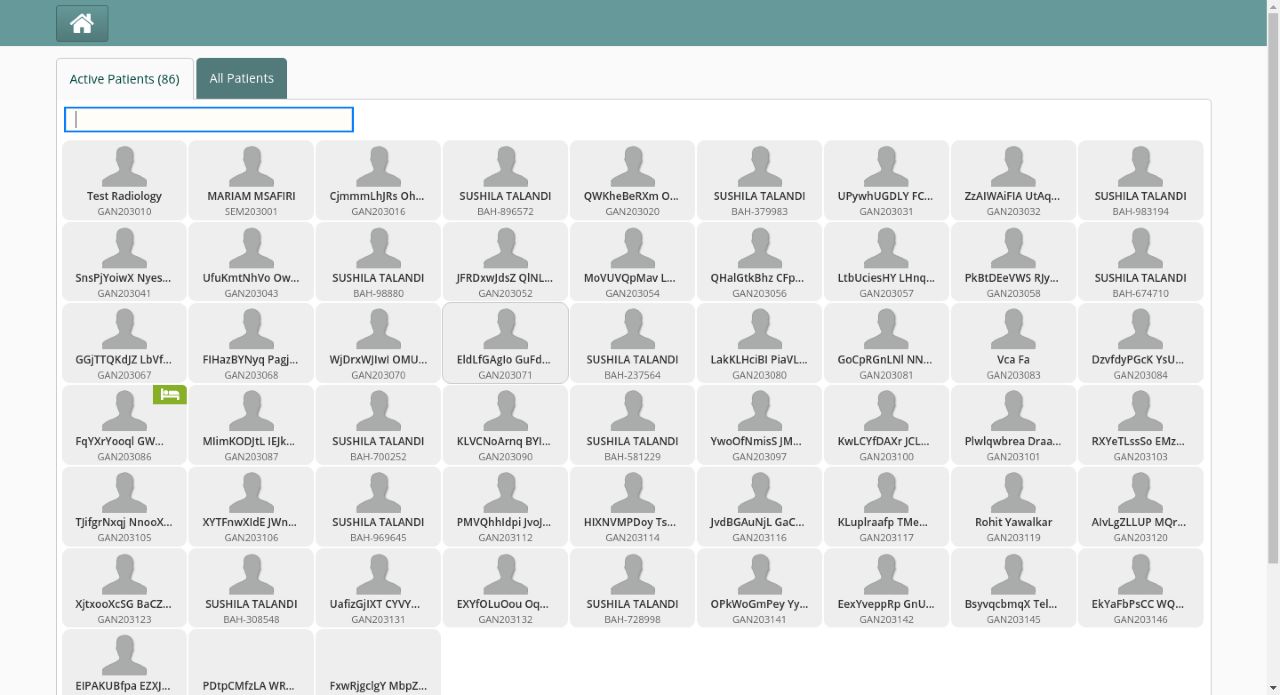 Active Patients (86)
All Patients
Test Radiology MARIAM MSAFIRI CjmmmLhJRs Oh... SUSHILA TALANDI QWKheBeRXm O... SUSHILA TALANDI UPywhUGDLY FC... ZzAIWAiFIA UtAq... SUSHILA TALANDI
GAN203010 SEM203001 GAN203016 BAH-896572 GAN203020 BAH-379983 GAN203031 GAN203032 BAH-983194
SnsPjYoiwX Nyes... UfuKmtNhVo Ow... SUSHILA TALANDI JFRDxwJdsZ QlNL... MoVUVQpMav L... QHalGtkBhz CFp... LtbUciesHY LHnq... PkBtDEeVWS RJy... SUSHILA TALANDI
GAN203041 GAN203043 BAH-98880 GAN203052 GAN203054 GAN203056 GAN203057 GAN203058 BAH-674710
GGjTTQKdJZ LbVf... FIHazBYNyq Pagj... WjDrxWJIwI OMU... EldLfGAgIo GuFd... SUSHILA TALANDI LakKLHciBI PiaVL... GoCpRGnLNl NN... Vca Fa DzvfdyPGcK YsU...
GAN203067 GAN203068 GAN203070 GAN203071 BAH-237564 GAN203080 GAN203081 GAN203083 GAN203084
FqYXrYooql GW... MlimKODJtL IEJk... SUSHILA TALANDI KLVCNoArnq BYI... SUSHILA TALANDI YwoOfNmisS JM... KwLCYfDAXr JCL... Plwlqwbrea Draa... RXYeTLssSo EMz...
GAN203086 GAN203087 BAH-700252 GAN203090 BAH-581229 GAN203097 GAN203100 GAN203101 GAN203103
TJifgrNxqj NnooX... XYTFnwXIdE JWn... SUSHILA TALANDI PMVQhhIdpi JvoJ... HIXNVMPDoy Ts... JvdBGAuNjL GaC... KLuplraafp TMe... Rohit Yawalkar AIvLgZLLUP MQr...
GAN203105 GAN203106 BAH-969645 GAN203112 GAN203114 GAN203116 GAN203117 GAN203119 GAN203120
XjtxooXcSG BaCZ... SUSHILA TALANDI UafizGjIXT CYVY... EXYfOLuOou Oq... SUSHILA TALANDI OPkWoGmPey Yy... EexYveppRp GnU... BsyvqcbmqX Tel... EkYaFbPsCC WQ...
GAN203123 BAH-308548 GAN203131 GAN203132 BAH-728998 GAN203141 GAN203142 GAN203145 GAN203146
EIPAKUBfpa EZXJ... PDtpCMfzLA WR... FxwRjgclgY MbpZ...